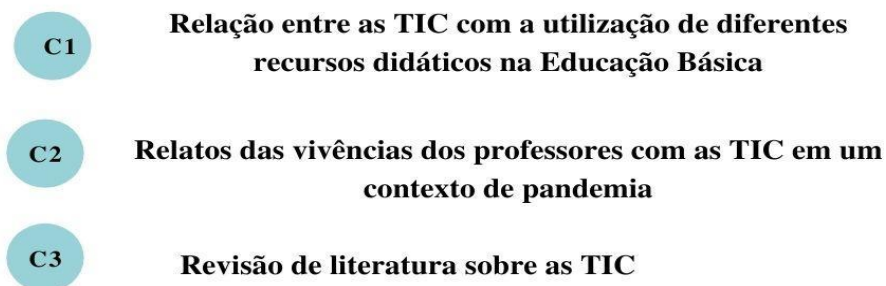 C1
Relação entre as TIC com a utilização de diferentes
recursos didáticos na Educação Básica
C2
Relatos das vivências dos professores com as TIC em um
contexto de pandemia
C3
Revisão de literatura sobre as TIC